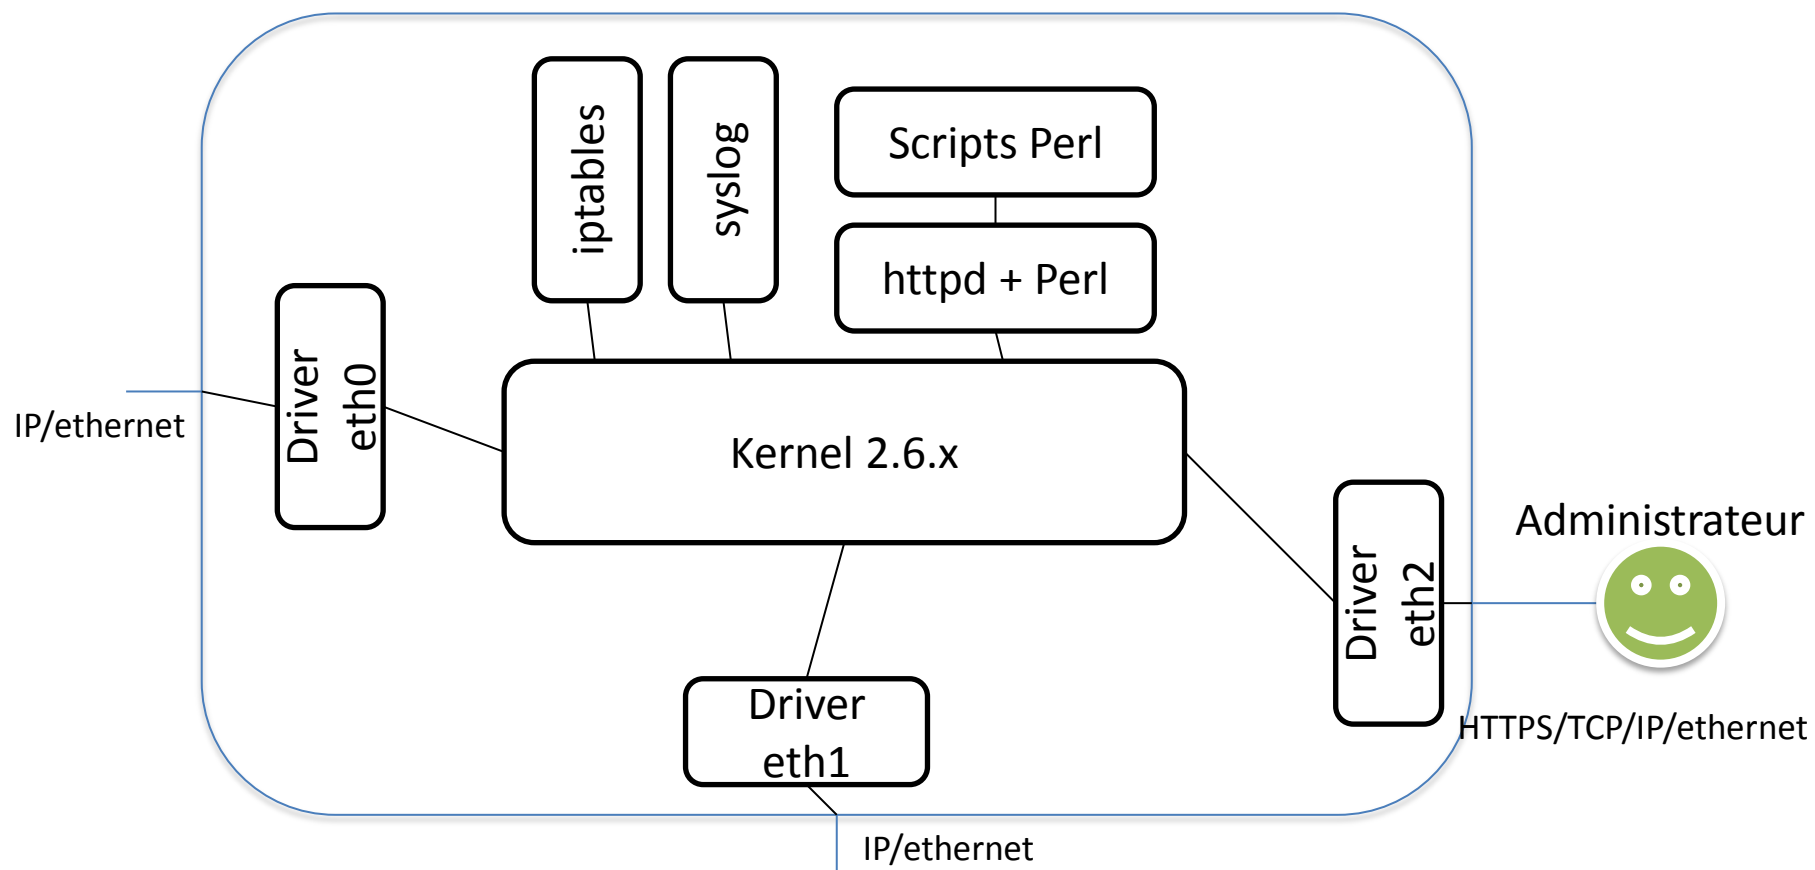 iptables
syslog
Scripts Perl
httpd + Perl
Driver
eth0
IP/ethernet
Kernel 2.6.x
Administrateur
Driver
eth2
HTTPS/TCP/IP/ethernet
Driver
eth1
IP/ethernet